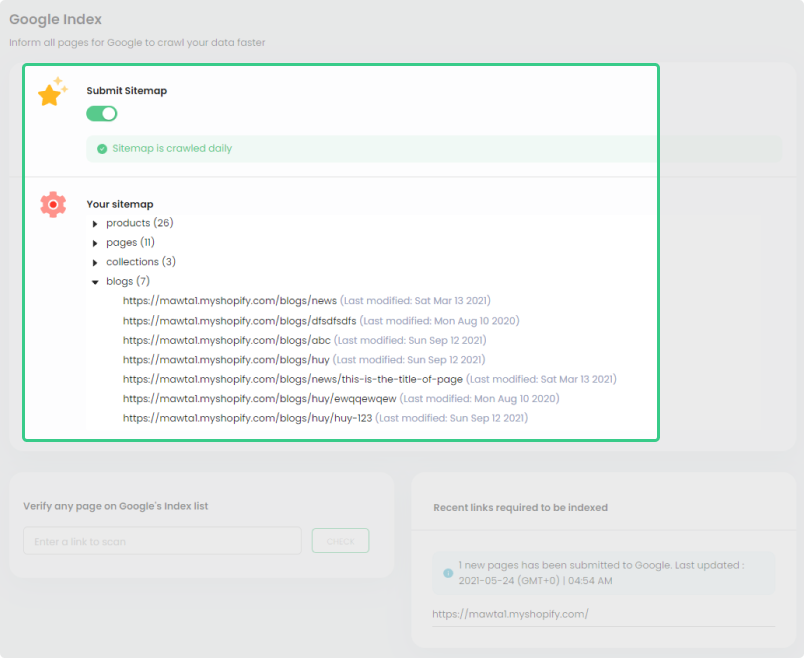 Google Index
Inform all pages for Google to crawl your data faster
Submit Sitemap
Sitemap is crawled daily
Your sitemap
products (26)
pages (11)
collections (3)
blogs (7)
https://mawta1.myshopify.com/blogs/news (Last modified: Sat Mar 13 2021)
https://mawta1.myshopify.com/blogs/dfsdfsdfs (Last modified: Mon Aug 10 2020)
https://mawta1.myshopify.com/blogs/abc (Last modified: Sun Sep 12 2021)
https://mawta1.myshopify.com/blogs/huy (Last modified: Sun Sep 12 2021)
https://mawta1.myshopify.com/blogs/news/this-is-the-title-of-page (Last modified: Sat Mar 13 2021)
https://mawta1.myshopify.com/blogs/huy/ewqqewqew (Last modified: Mon Aug 10 2020)
https://mawta1.myshopify.com/blogs/huy/huy-123 (Last modified: Sun Sep 12 2021)
Verify any page on Google's Index list
Enter a link to scan
Check
Recent links required to be indexed
1 new pages has been submitted to Google. Last updated :
2021-05-24 (GMT+0) | 04:54 AM
https://mawta1.myshopify.com/